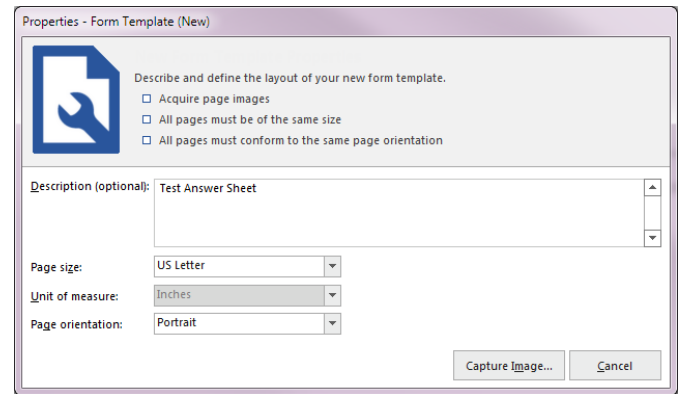 Properties - Form Template (New)
Describe and define the layout of your new form template.
Acquire page images
All pages must be of the same size
All pages must conform to the same page orientation
Description (optional): Test Answer Sheet
Page size: US Letter
Unit of measure: Inches
Page orientation: Portrait
Capture Image... Cancel